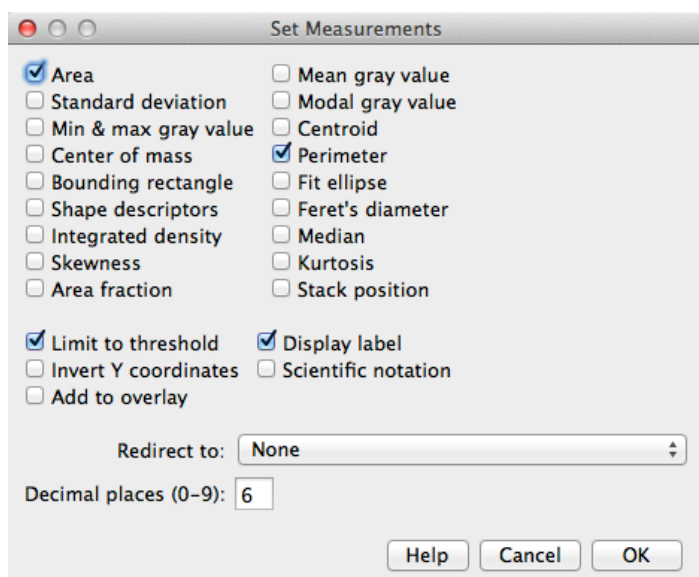 Set Measurements
Area Mean gray value
Standard deviation Modal gray value
Min & max gray value Centroid
Center of mass Perimeter
Bounding rectangle Fit ellipse
Shape descriptors Feret's diameter
Integrated density Median
Skewness Kurtosis
Area fraction Stack position
Limit to threshold Display label
Invert Y coordinates Scientific notation
Add to overlay
Redirect to: None
Decimal places (0-9): 6
Help Cancel OK